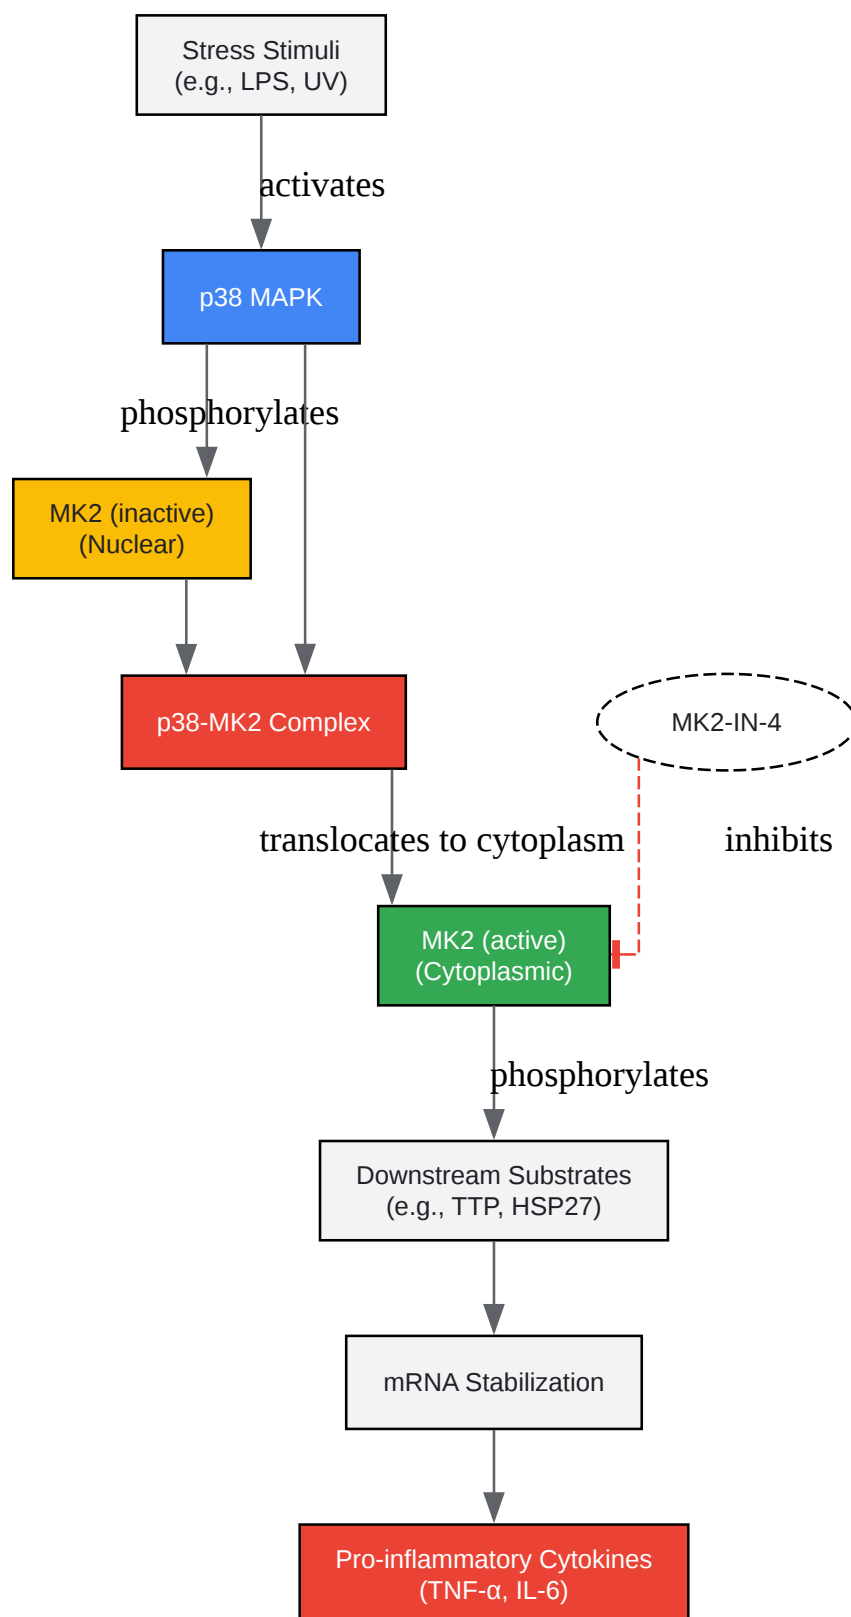 Stress Stimuli
(e.g., LPS, UV)
activates
p38 MAPK
phosphorylates
MK2 (inactive)
(Nuclear)
p38-MK2 Complex
MK2-IN-4
translocates to cytoplasm
inhibits
MK2 (active)
(Cytoplasmic)
phosphorylates
Downstream Substrates
(e.g., TTP, HSP27)
mRNA Stabilization
Pro-inflammatory Cytokines
(TNF-α, IL-6)